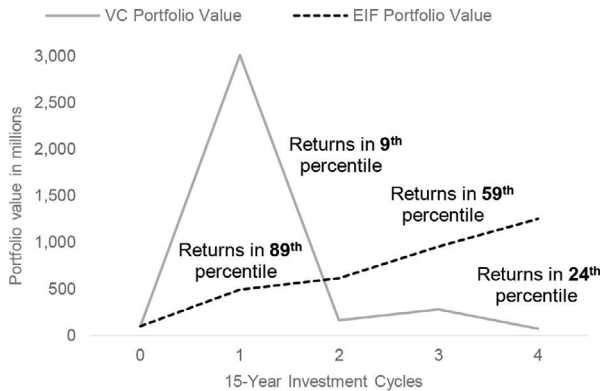 VC Portfolio Value
EIF Portfolio Value
Portfolio value in millions
3,000
2,500
2,000
1,500
1,000
500
0
Returns in 89th
percentile
Returns in 9th
percentile
Returns in 59th
percentile
Returns in 24th
percentile
0
1
2
3
4
15-Year Investment Cycles